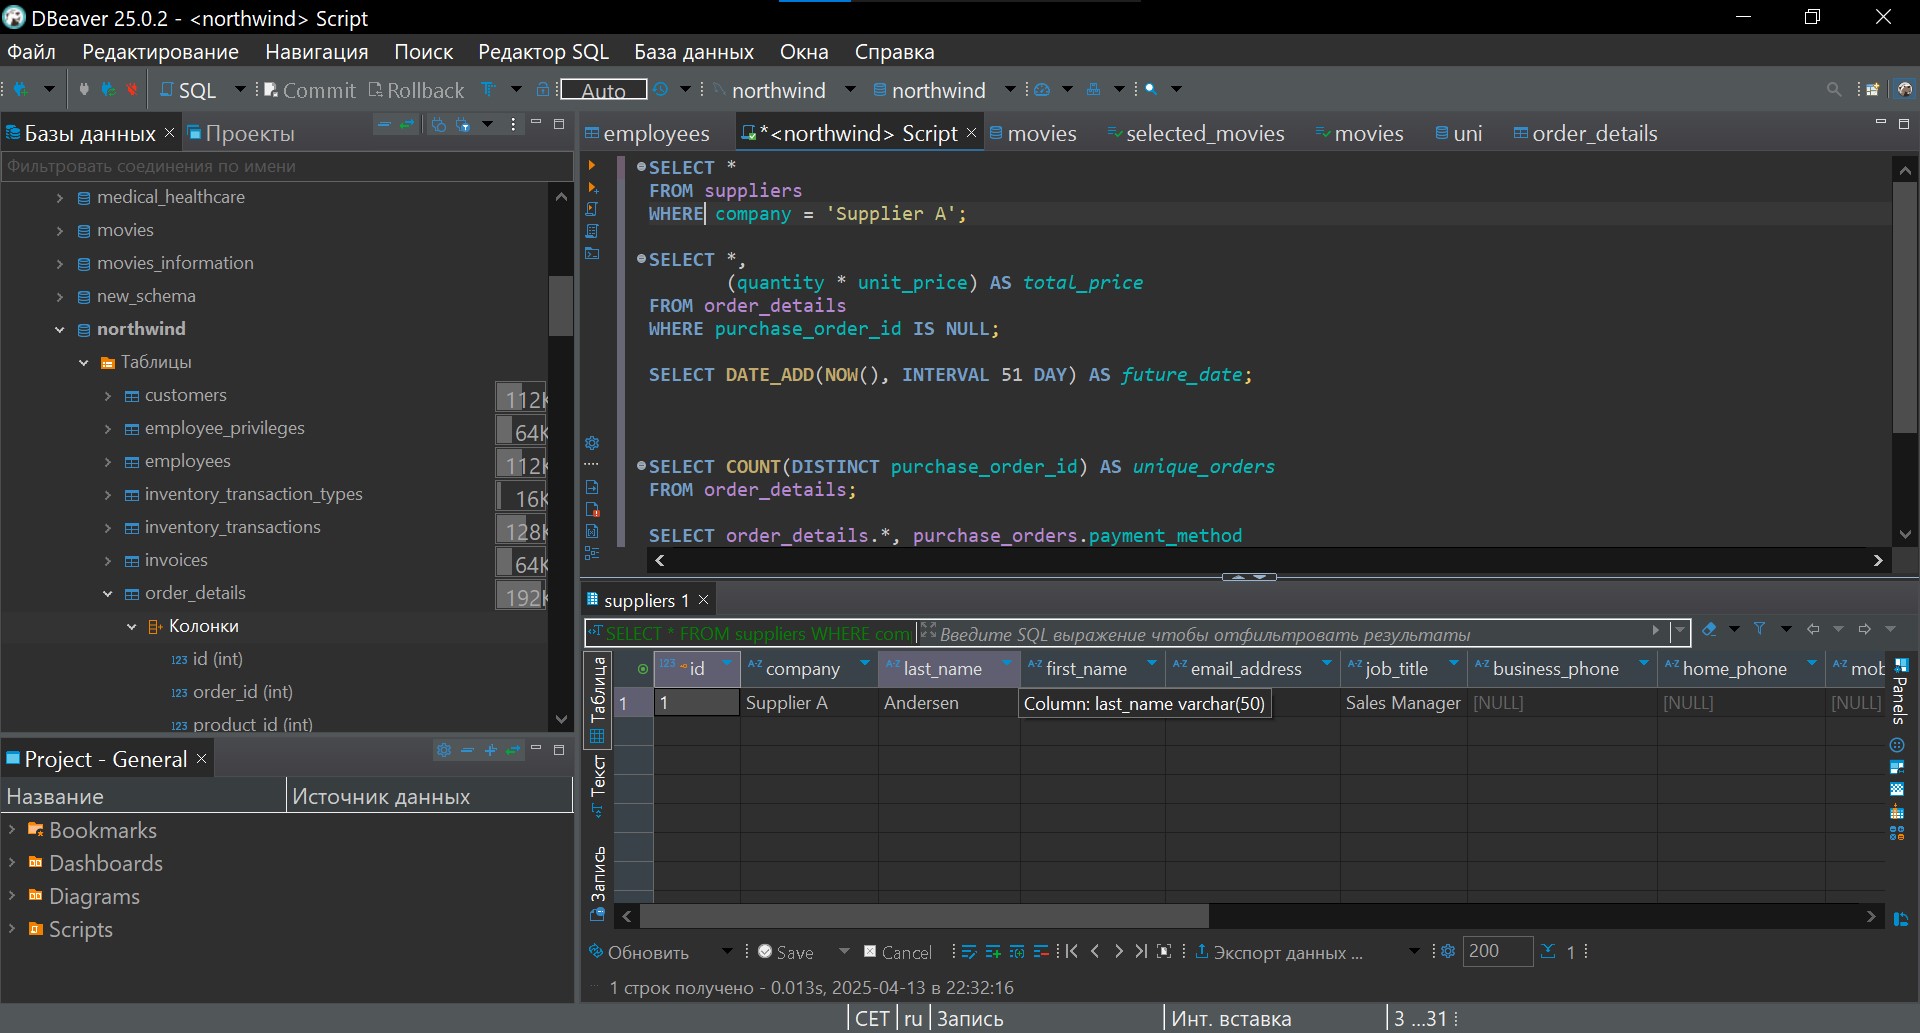 DBeaver 25.0.2 - <northwind> Script
Файл Редактирование Навигация Поиск Редактор SQL База данных Окна Справка
SQL Commit Rollback Auto northwind northwind
Базы данных Проекты
employees *<northwind> Script movies selected_movies movies uni order_details
Фильтровать соединения по имени
medical_healthcare
movies
movies_information
new_schema
northwind
Таблицы
customers 112K
employee_privileges 64K
employees 112K
inventory_transaction_types 16K
inventory_transactions 128K
invoices 64K
order_details 192K
Колонки
123 id (int)
123 order_id (int)
123 product_id (int)
SELECT *
FROM suppliers
WHERE company = 'Supplier A';
SELECT *,
(quantity * unit_price) AS total_price
FROM order_details
WHERE purchase_order_id IS NULL;
SELECT DATE_ADD(NOW(), INTERVAL 51 DAY) AS future_date;
SELECT COUNT(DISTINCT purchase_order_id) AS unique_orders
FROM order_details;
SELECT order_details.*, purchase_orders.payment_method
suppliers 1
SELECT * FROM suppliers WHERE com Введите SQL выражение чтобы отфильтровать результаты
123 id A-Z company A-Z last_name A-Z first_name A-Z email_address A-Z job_title A-Z business_phone A-Z home_phone A-Z mob
1 1 Supplier A Andersen Column: last_name varchar(50) Sales Manager [NULL] [NULL] [NULL]
Таблица
Текст
Запись
Panels
Project - General
Название Источник данных
Bookmarks
Dashboards
Diagrams
Scripts
Обновить Save Cancel Экспорт данных ... 200 1
1 строк получено - 0.013s, 2025-04-13 в 22:32:16
CET ru Запись Инт. вставка 3 ...31